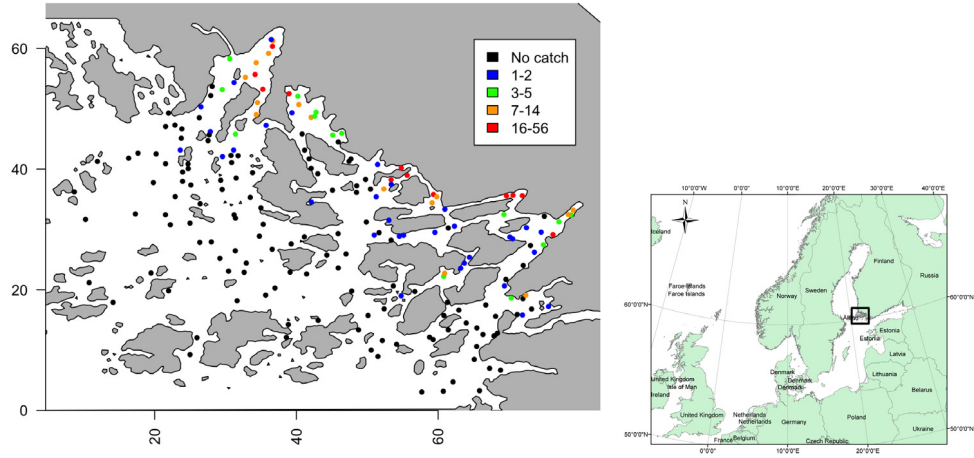 60
40
20
0
20
40
60
No catch
1-2
3-5
7-14
16-56
10°0'0"W
0°0'0"
10°0'0"E
20°0'0"E
30°0'0"E
40°0'0"E
N
Iceland
Finland
Russia
Faroe Islands
Faroe Islands
Norway
Sweden
60°0'0"N
60°0'0"N
Estonia
Estonia
Latvia
Denmark
Denmark
Denmark
Lithuania
United Kingdom
Isle of Man
Ireland
Belarus
United Kingdom
Netherlands
Netherlands
Germany
Poland
Ukraine
50°0'0"N
50°0'0"N
France
Belgium
Czech Republic
0°0'0"
10°0'0"E
20°0'0"E